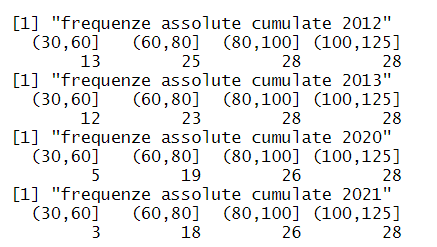 [1] "frequenze assolute cumulate 2012"
(30,60] (60,80] (80,100] (100,125]
13 25 28 28
[1] "frequenze assolute cumulate 2013"
(30,60] (60,80] (80,100] (100,125]
12 23 28 28
[1] "frequenze assolute cumulate 2020"
(30,60] (60,80] (80,100] (100,125]
5 19 26 28
[1] "frequenze assolute cumulate 2021"
(30,60] (60,80] (80,100] (100,125]
3 18 26 28